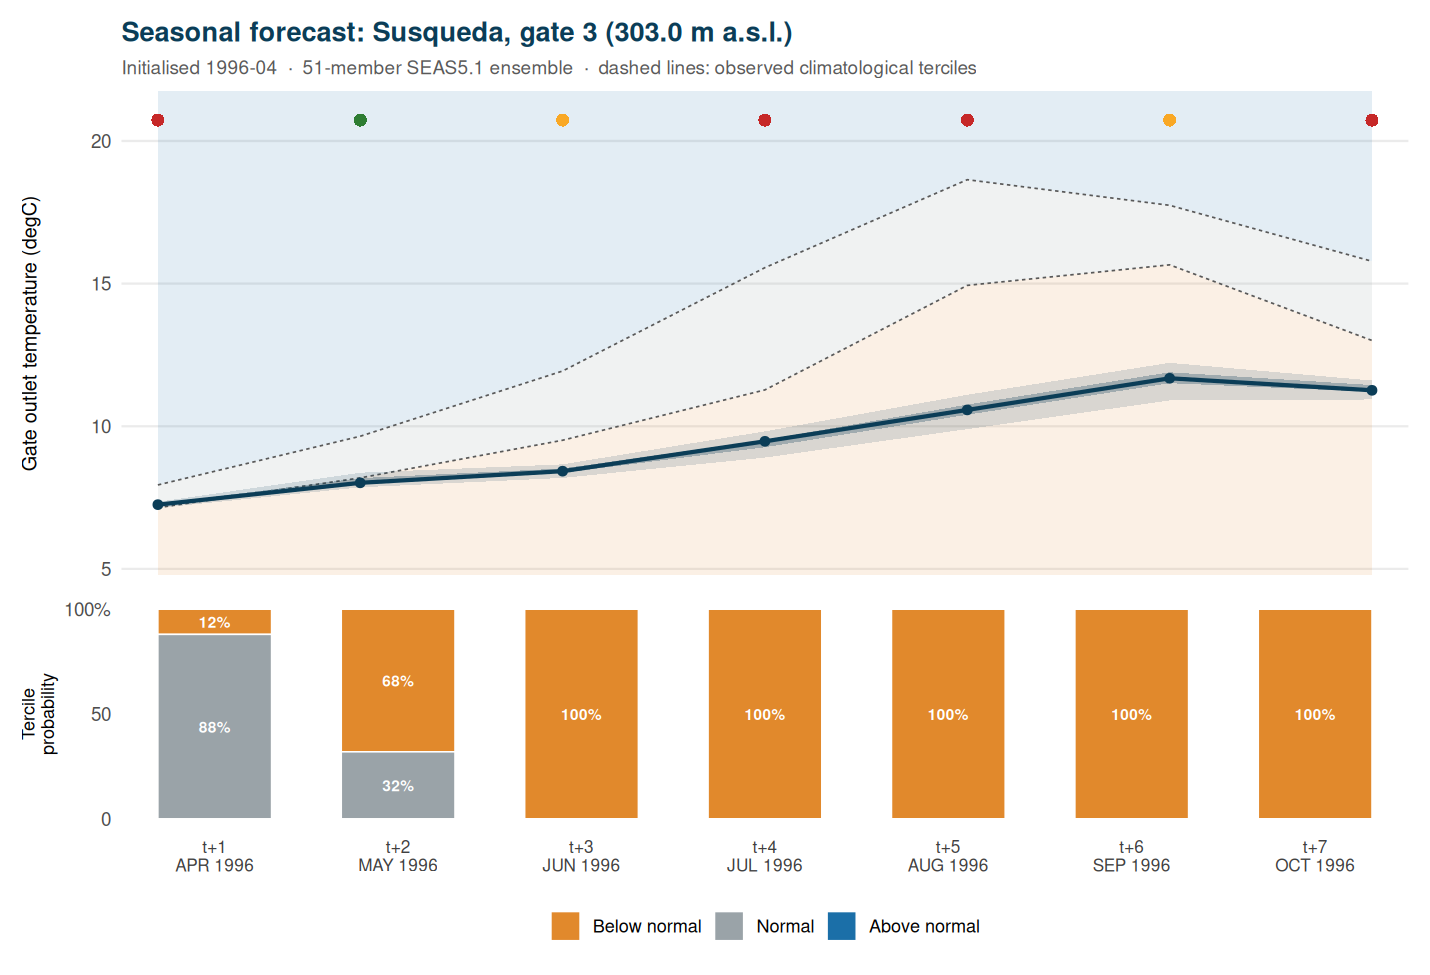 Seasonal forecast: Susqueda, gate 3 (303.0 m a.s.l.)
Initialised 1996-04 · 51-member SEAS5.1 ensemble · dashed lines: observed climatological terciles
Gate outlet temperature (degC)
20
15
10
5
Tercile
probability
100%
50
0
12%
88%
68%
32%
100%
100%
100%
100%
100%
t+1
APR 1996
t+2
MAY 1996
t+3
JUN 1996
t+4
JUL 1996
t+5
AUG 1996
t+6
SEP 1996
t+7
OCT 1996
Below normal
Normal
Above normal